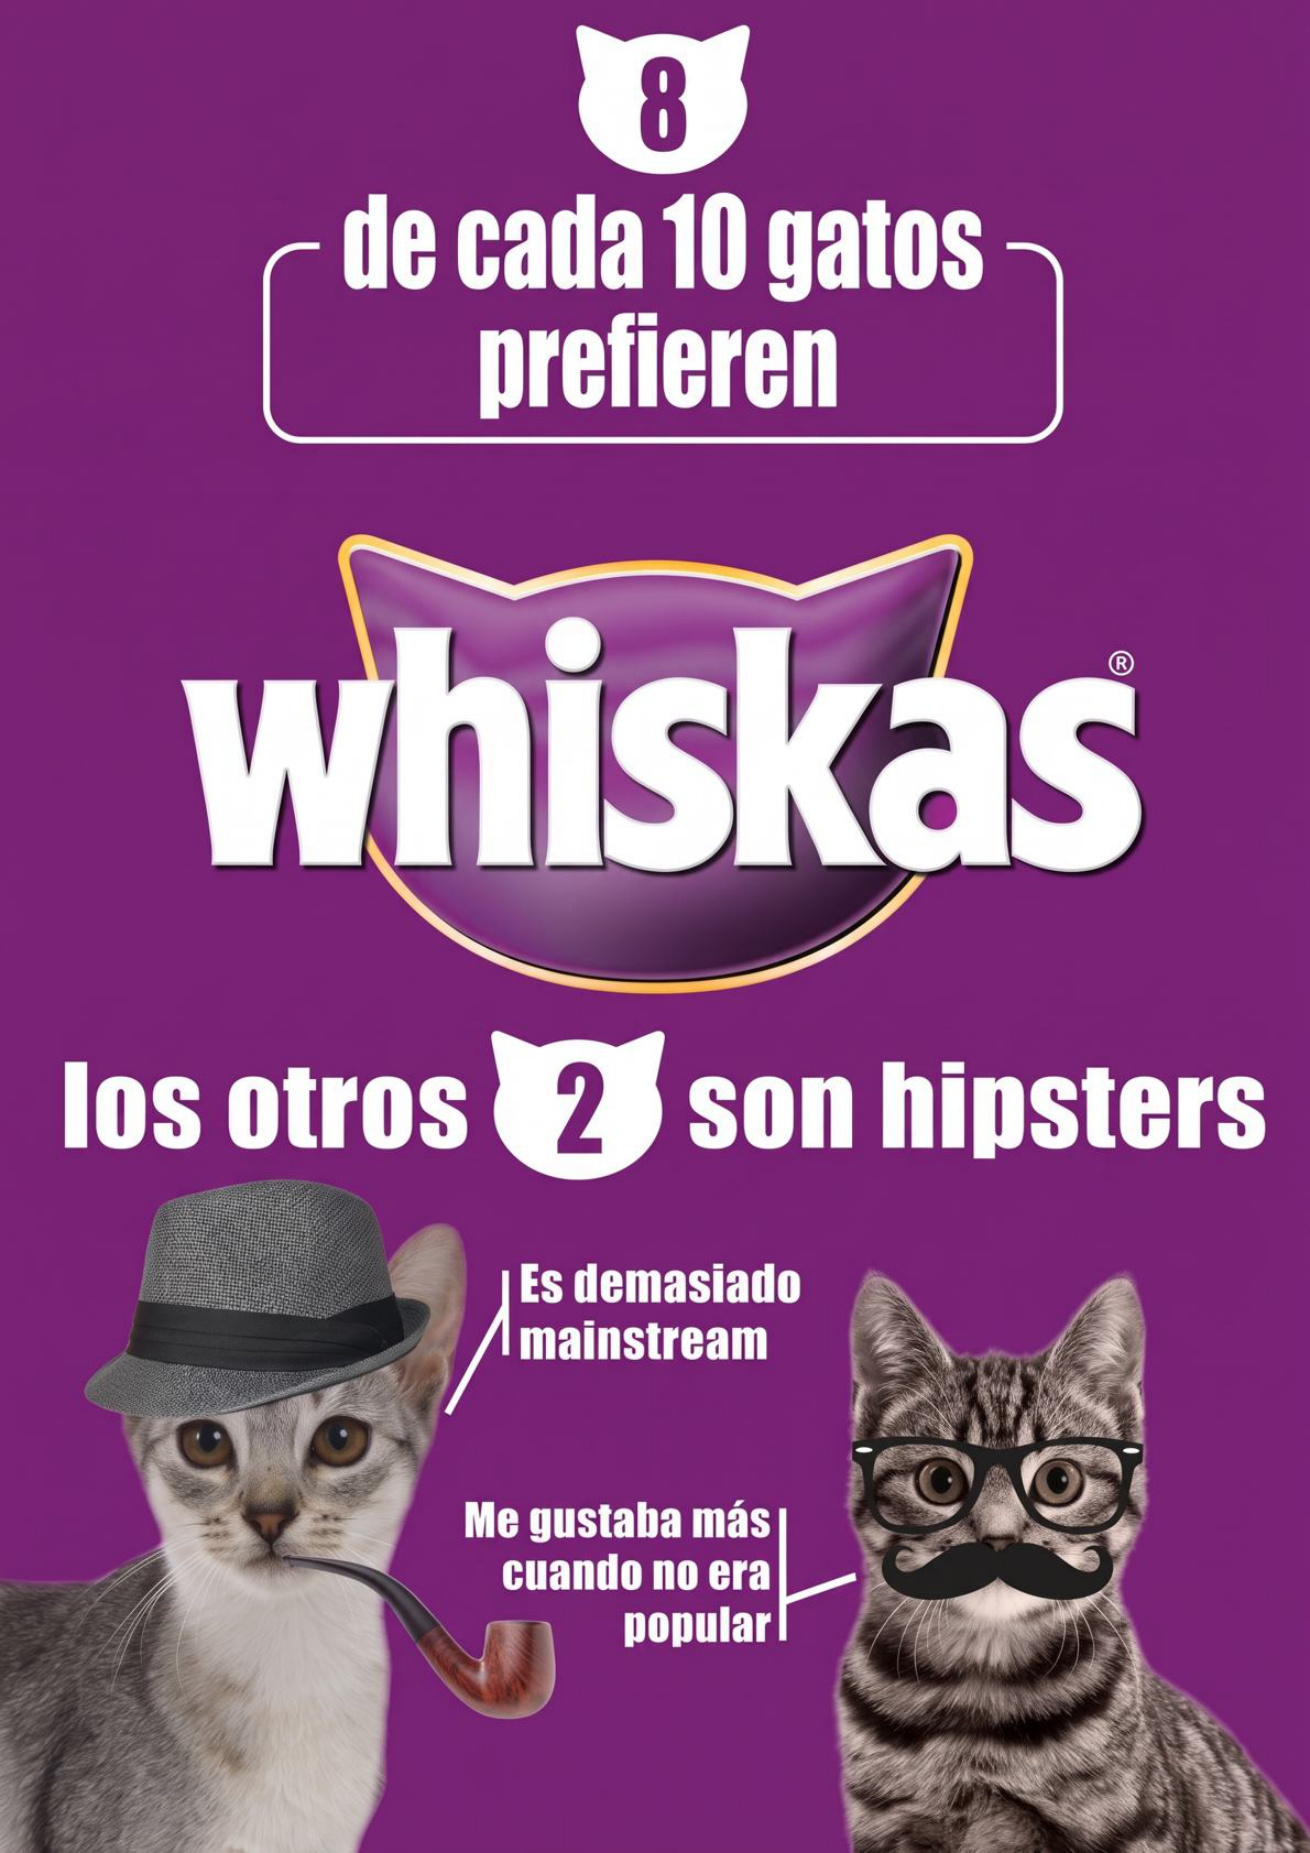 8
de cada 10 gatos
prefieren
whiskas®
los otros 2 son hipsters
Es demasiado
mainstream
Me gustaba más
cuando no era
popular